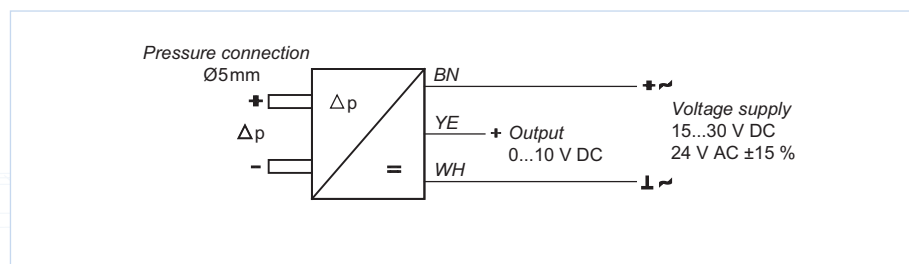 Pressure connection
Ø5mm
+
Δp
-
Δp
=
BN
+ ~
YE
+ Output
0...10 V DC
WH
⊥ ~
Voltage supply
15...30 V DC
24 V AC ±15 %